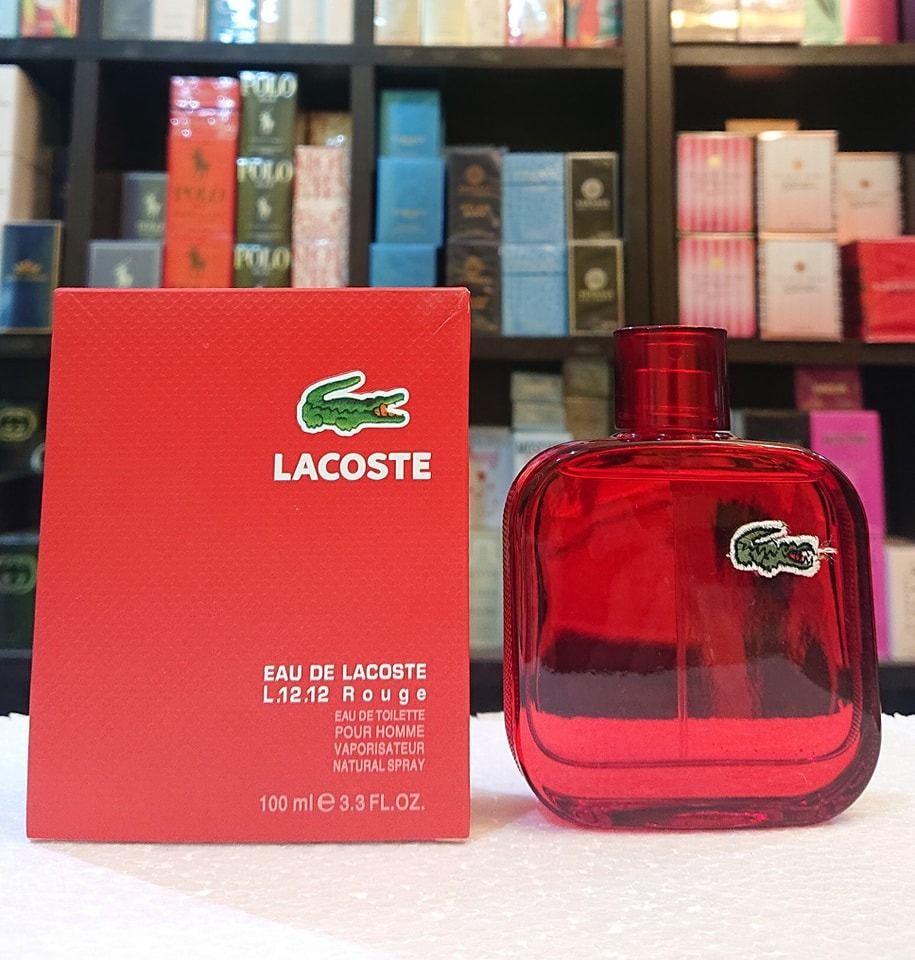 POLO
POLO
POLO
POLO
LACOSTE
EAU DE LACOSTE
L.12.12 Rouge
EAU DE TOILETTE
POUR HOMME
VAPORISATEUR
NATURAL SPRAY
100 ml e 3.3 FL.OZ.